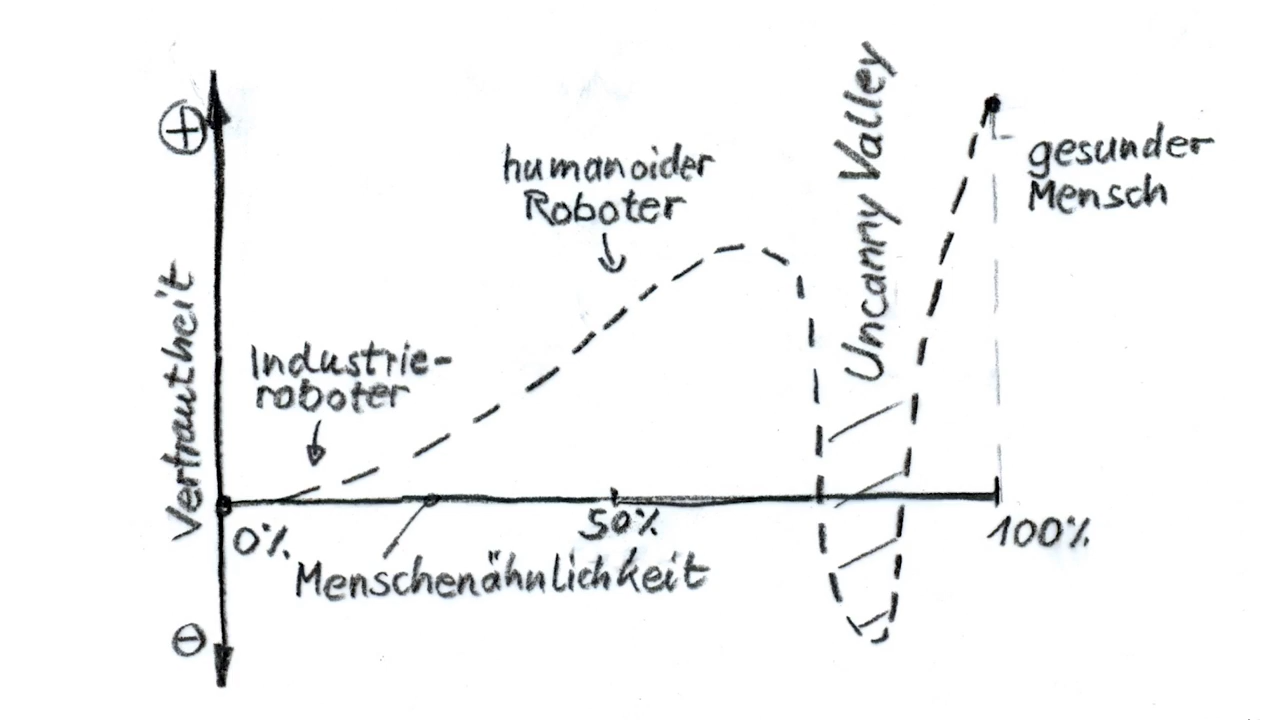 ⊕
Vertrautheit
⊖
Industrie-
roboter
humanoider
Roboter
Uncanny Valley
gesunder
Mensch
0%
50%
100%
Menschenähnlichkeit